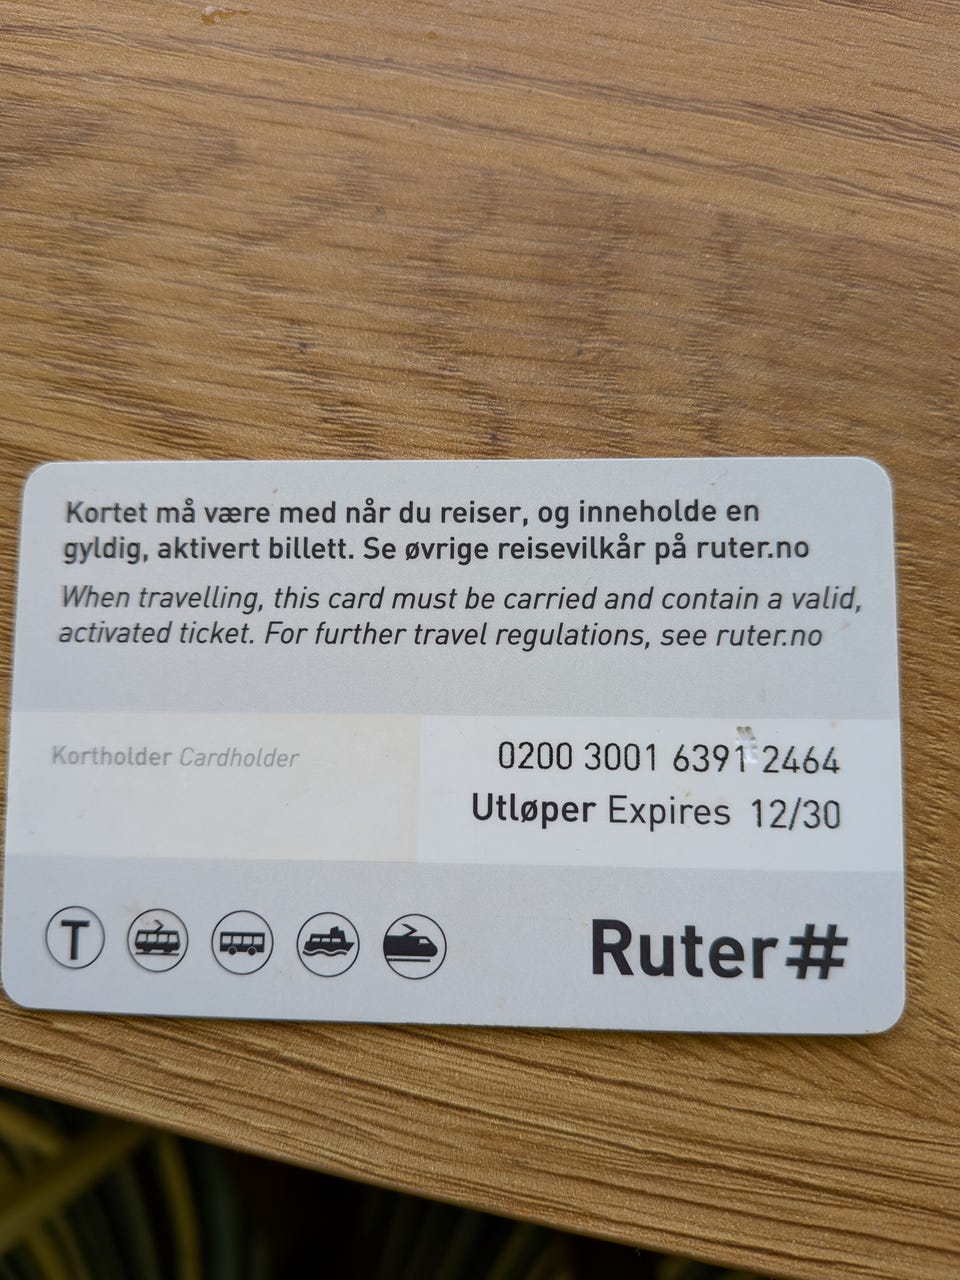 Kortet må være med når du reiser, og inneholde en
gyldig, aktivert billett. Se øvrige reisevilkår på ruter.no
When travelling, this card must be carried and contain a valid,
activated ticket. For further travel regulations, see ruter.no
Kortholder Cardholder
0200 3001 6391 2464
Utløper Expires 12/30
T
Ruter#